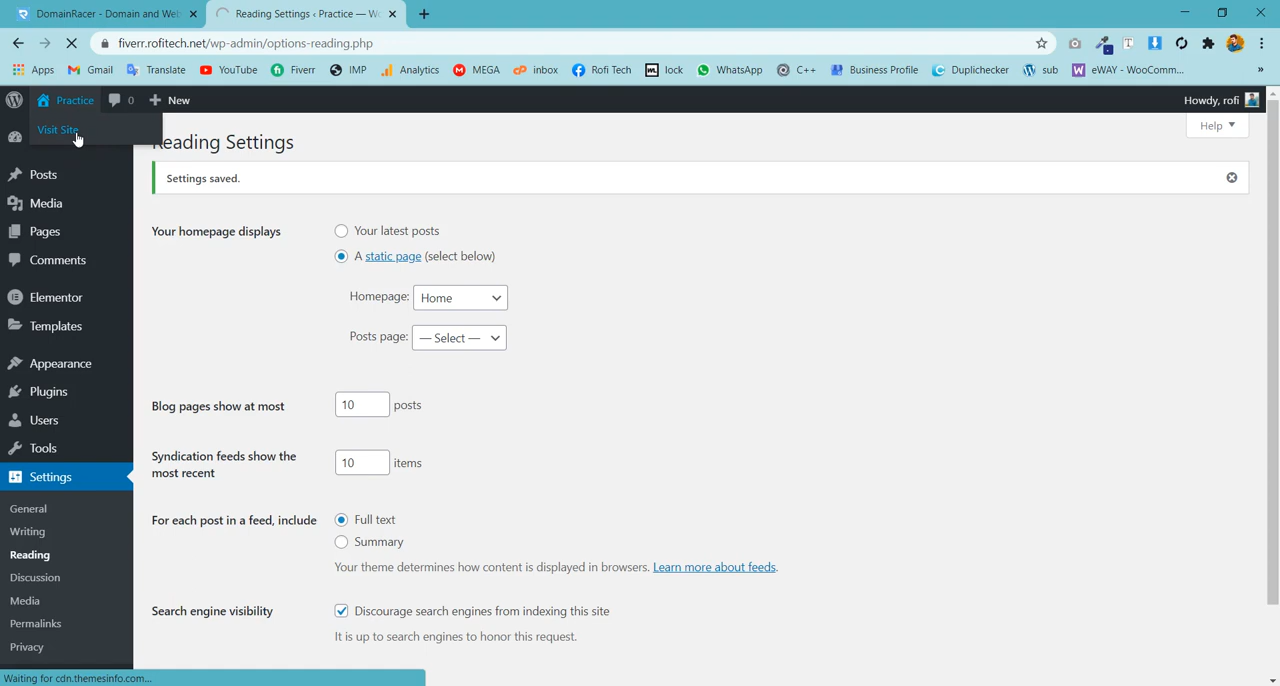 DomainRacer - Domain and Web
Reading Settings ‹ Practice — Wo
fiverr.rofitech.net/wp-admin/options-reading.php
Apps Gmail Translate YouTube Fiverr IMP Analytics MEGA inbox Rofi Tech lock WhatsApp C++ Business Profile Duplichecker sub eWAY - WooComm... »
Practice 0 New Howdy, rofi
Visit Site
Help
Reading Settings
Settings saved.
Posts
Media
Pages
Comments
Elementor
Templates
Appearance
Plugins
Users
Tools
Settings
General
Writing
Reading
Discussion
Media
Permalinks
Privacy
Your homepage displays
Your latest posts
A static page (select below)
Homepage: Home
Posts page: — Select —
Blog pages show at most 10 posts
Syndication feeds show the
most recent
10 items
For each post in a feed, include
Full text
Summary
Your theme determines how content is displayed in browsers. Learn more about feeds.
Search engine visibility
Discourage search engines from indexing this site
It is up to search engines to honor this request.
Waiting for cdn.themesinfo.com...